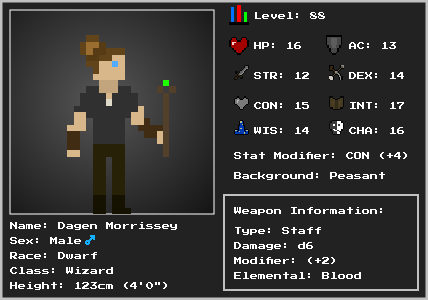 Level: 88
HP: 16
AC: 13
STR: 12
DEX: 14
CON: 15
INT: 17
WIS: 14
CHA: 16
Stat Modifier: CON (+4)
Background: Peasant
Weapon Information:
Type: Staff
Damage: d6
Modifier: (+2)
Elemental: Blood
Name: Dagen Morrissey
Sex: Male♂
Race: Dwarf
Class: Wizard
Height: 123cm (4'0")